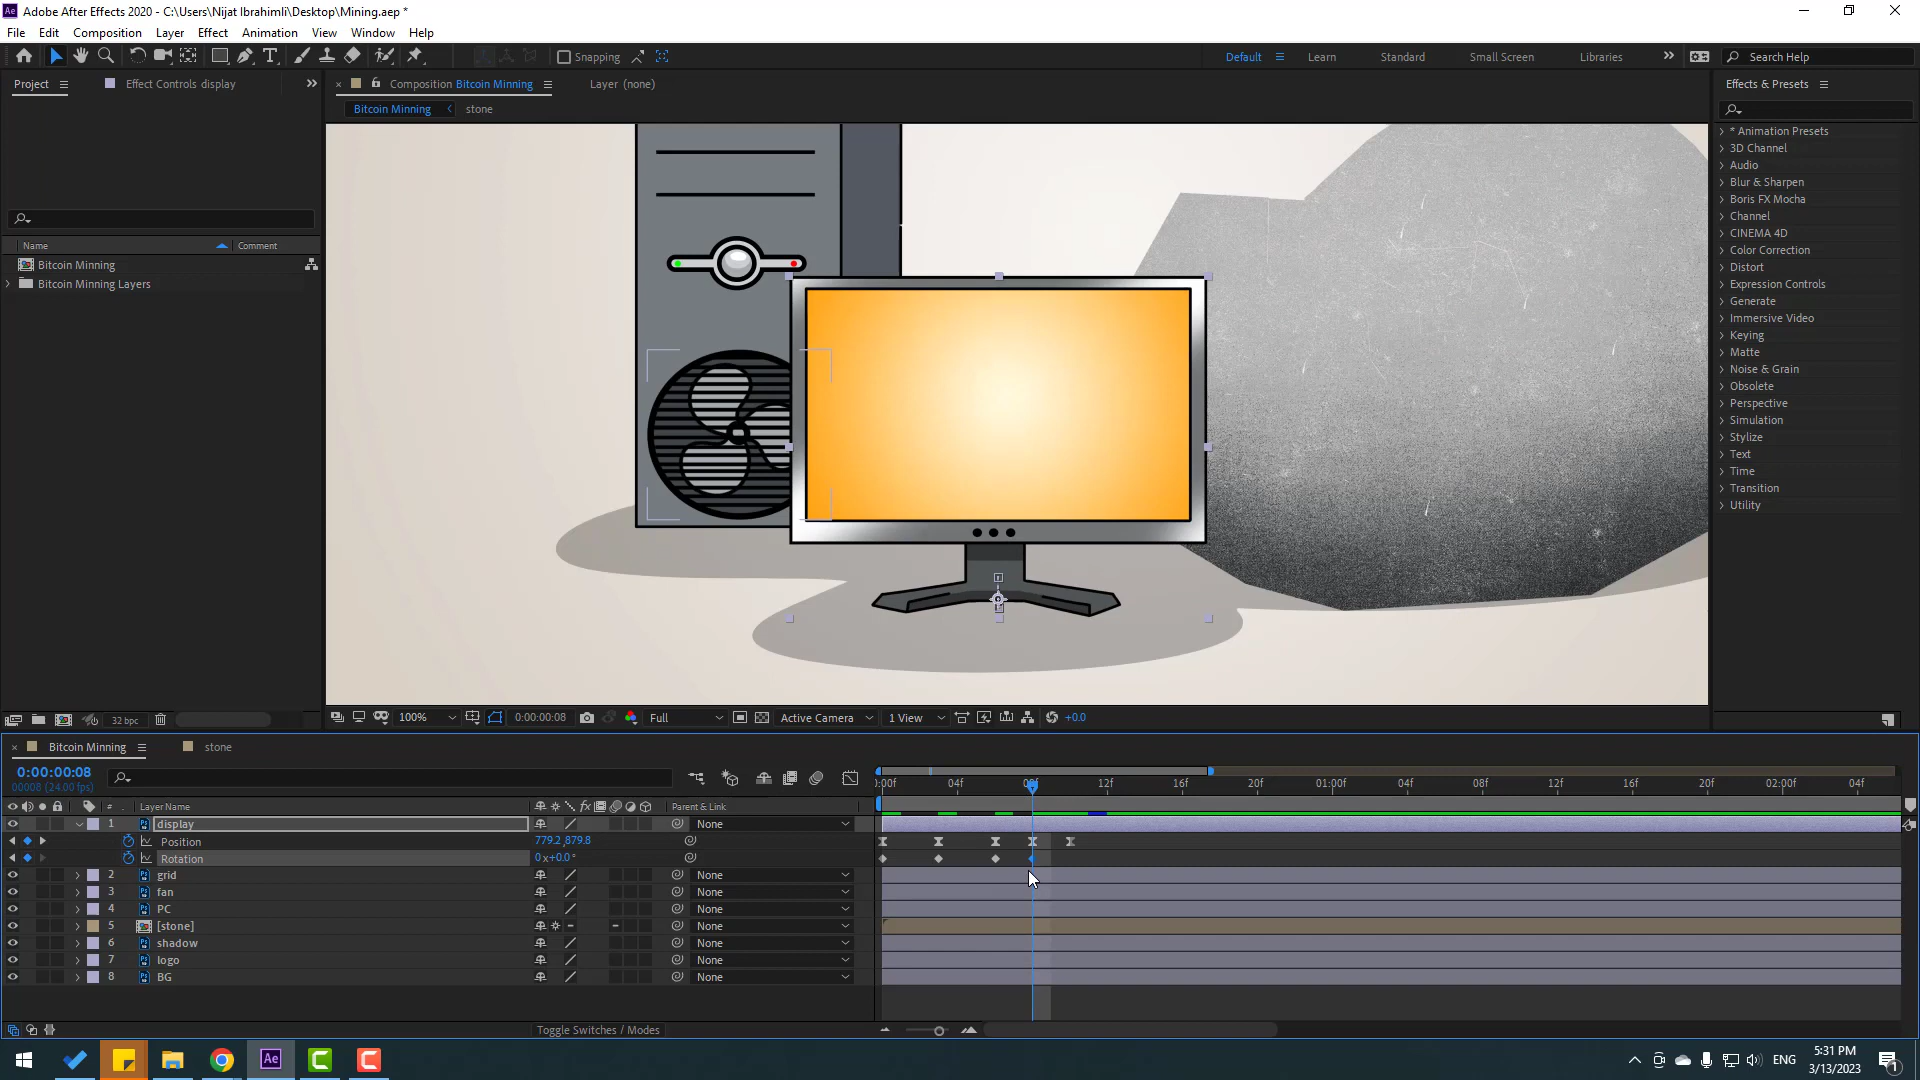 Adobe After Effects 2020 - C:\Users\Nijat Ibrahimli\Desktop\Mining.aep *
File Edit Composition Layer Effect Animation View Window Help
Snapping
Default Learn Standard Small Screen Libraries Search Help
Project Effect Controls display
Composition Bitcoin Minning Layer (none)
Effects & Presets
Bitcoin Minning stone
Name Comment
Bitcoin Minning
Bitcoin Minning Layers
* Animation Presets
3D Channel
Audio
Blur & Sharpen
Boris FX Mocha
Channel
CINEMA 4D
Color Correction
Distort
Expression Controls
Generate
Immersive Video
Keying
Matte
Noise & Grain
Obsolete
Perspective
Simulation
Stylize
Text
Time
Transition
Utility
32 bpc
100% 0:00:00:08 Full Active Camera 1 View +0.0
Bitcoin Minning stone
0:00:00:08
00008 (24.00 fps)
:00f 04f 12f 16f 20f 01:00f 04f 08f 12f 16f 20f 02:00f 04f
# Layer Name Parent & Link
1 display None
Position 779.2,879.8
Rotation 0x+0.0°
2 grid None
3 fan None
4 PC None
5 [stone] None
6 shadow None
7 logo None
8 BG None
Toggle Switches / Modes
ENG
5:31 PM
3/13/2023
1